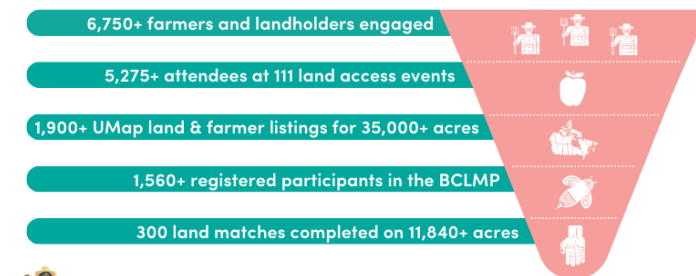 6,750+ farmers and landholders engaged
5,275+ attendees at 111 land access events
1,900+ UMap land & farmer listings for 35,000+ acres
1,560+ registered participants in the BCLMP
300 land matches completed on 11,840+ acres